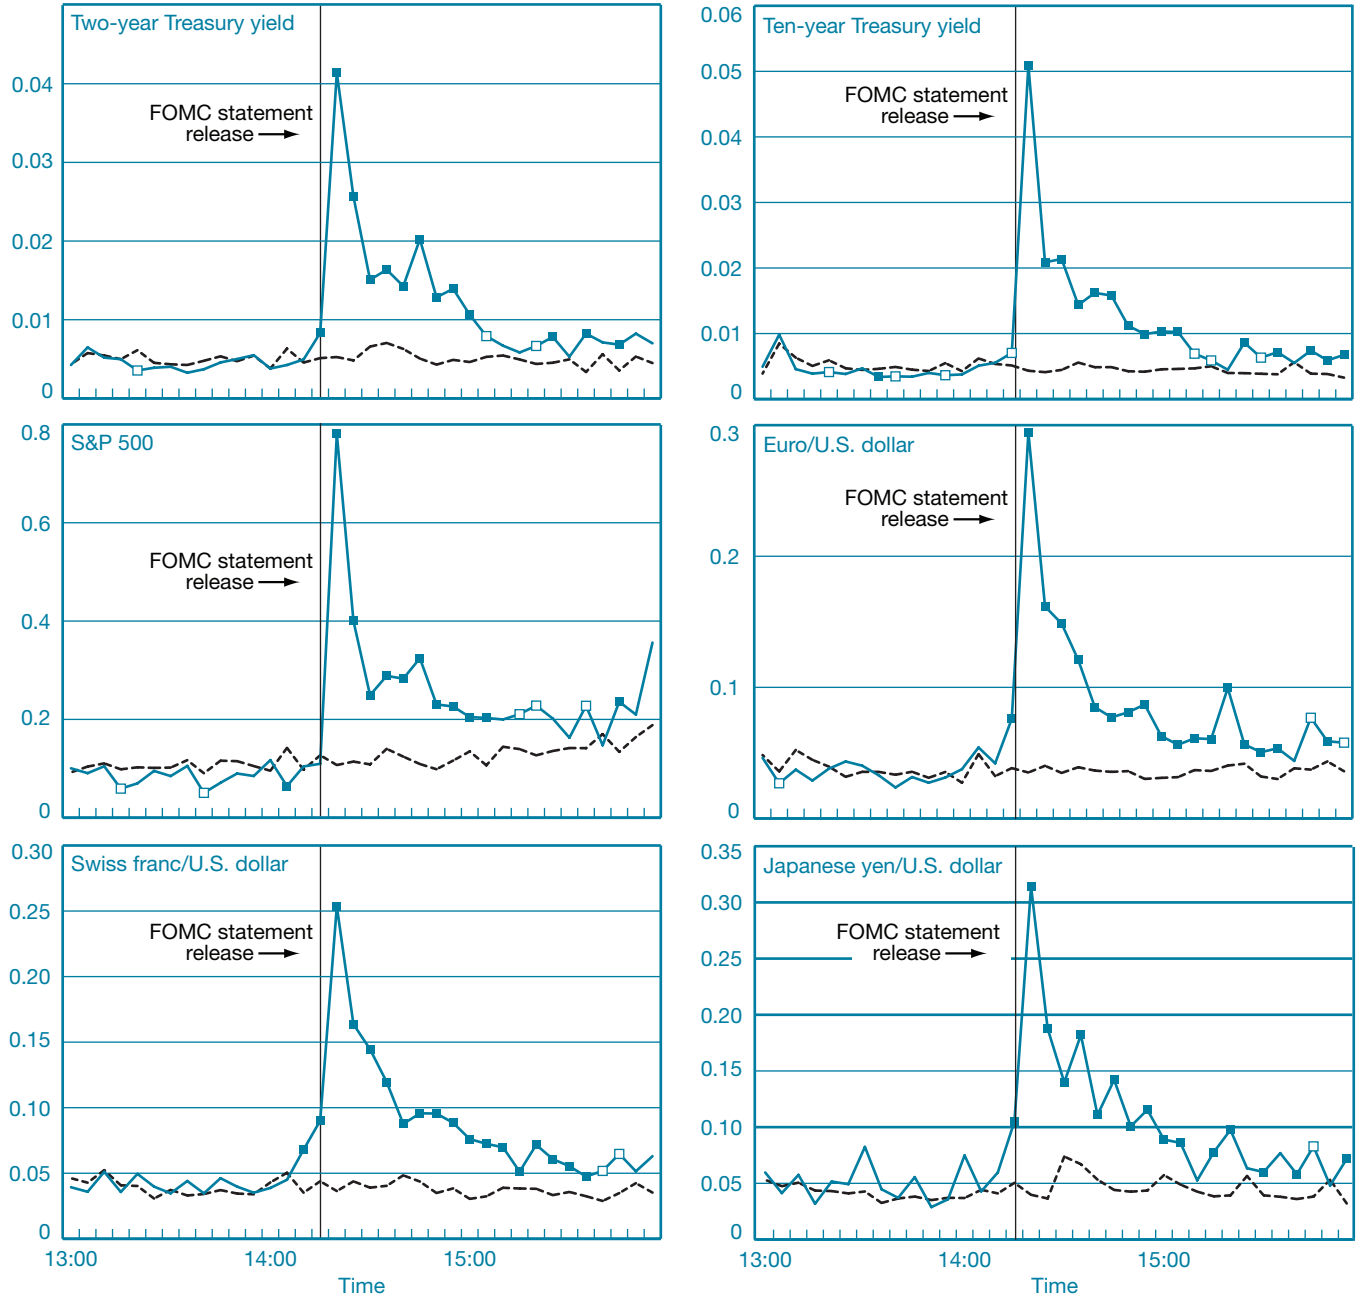 Two-year Treasury yield
0.04
0.03
0.02
0.01
0
FOMC statement
release
Ten-year Treasury yield
0.06
0.05
0.04
0.03
0.02
0.01
0
FOMC statement
release
S&P 500
0.8
0.6
0.4
0.2
0
FOMC statement
release
Euro/U.S. dollar
0.3
0.2
0.1
0
FOMC statement
release
Swiss franc/U.S. dollar
0.30
0.25
0.20
0.15
0.10
0.05
0
FOMC statement
release
13:00 14:00 15:00
Time
Japanese yen/U.S. dollar
0.35
0.30
0.25
0.20
0.15
0.10
0.05
0
FOMC statement
release
13:00 14:00 15:00
Time